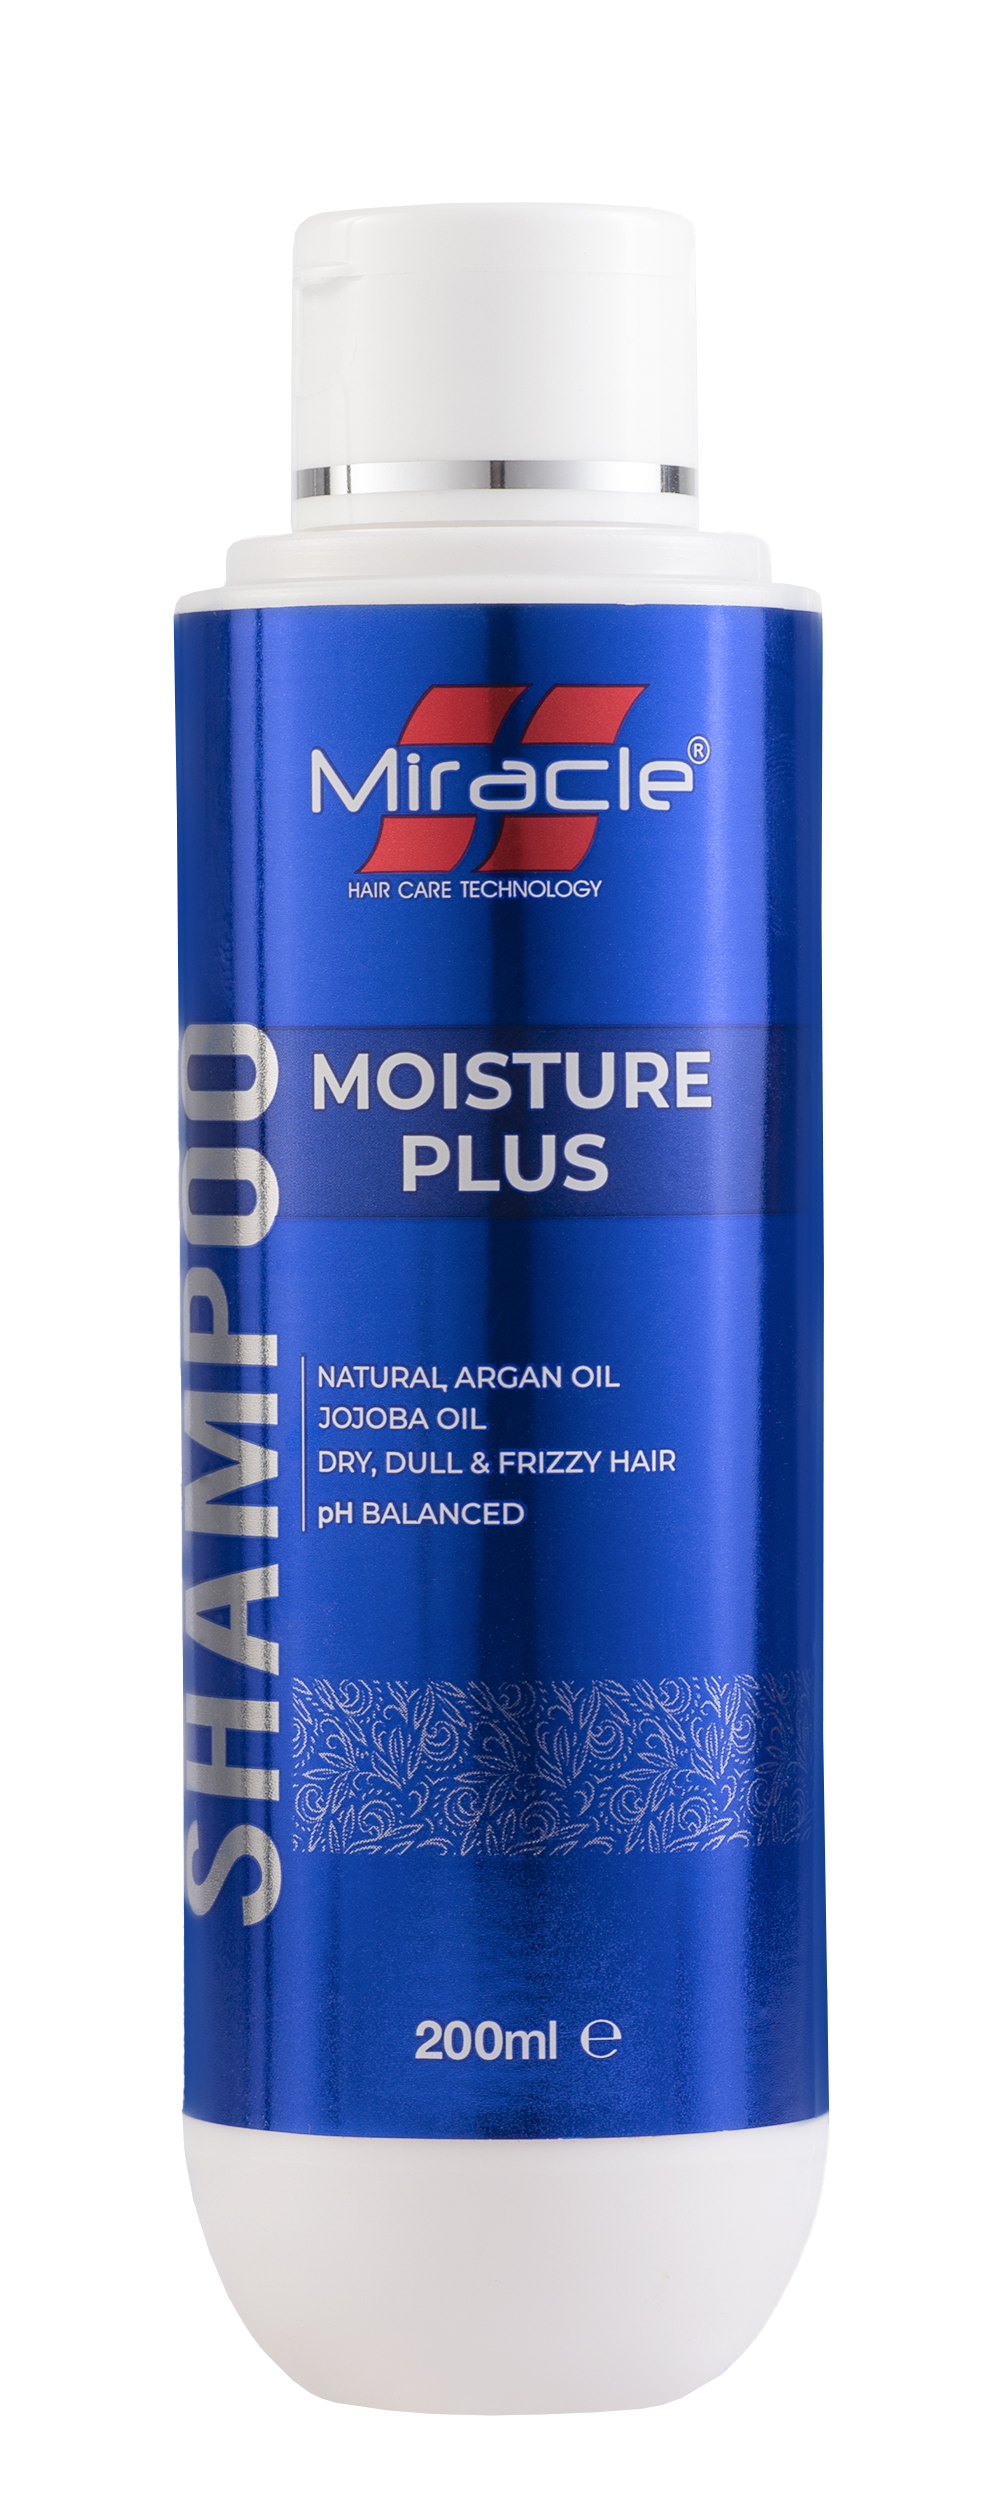 Miracle®
HAIR CARE TECHNOLOGY
SHAMPOO
MOISTURE
PLUS
NATURAL ARGAN OIL
JOJOBA OIL
DRY, DULL & FRIZZY HAIR
pH BALANCED
200ml ℮